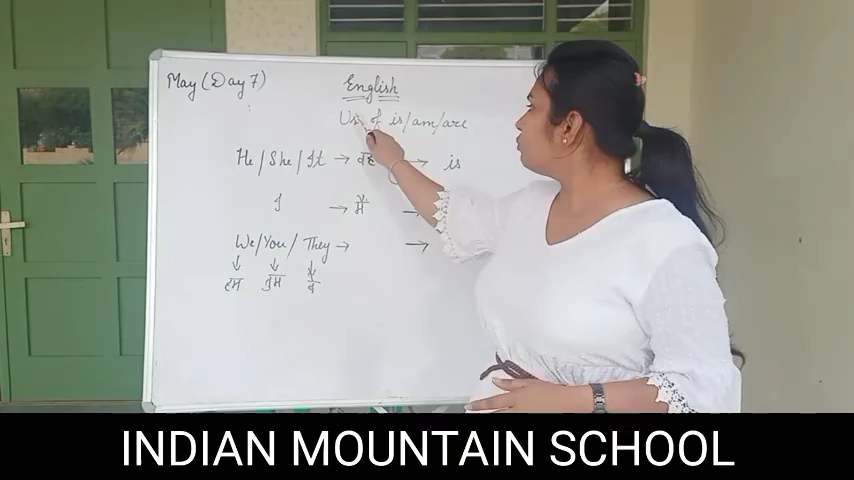 May (Day 7)
English
Use of is/am/are
He/She/It → वह → is
I → मैं →
We/You/They → →
↓ ↓ ↓
हम तुम वे
INDIAN MOUNTAIN SCHOOL